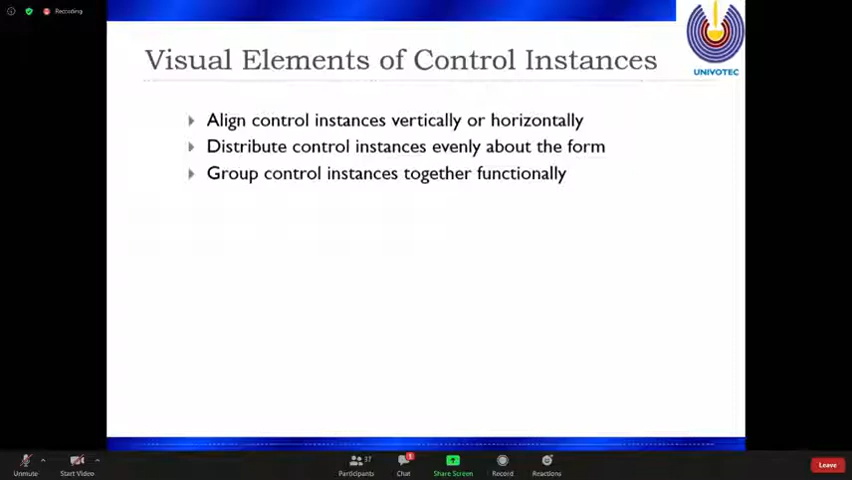 Recording
Visual Elements of Control Instances
UNIVOTEC
Align control instances vertically or horizontally
Distribute control instances evenly about the form
Group control instances together functionally
37
1
Unmute
Start Video
Participants
Chat
Share Screen
Record
Reactions
Leave